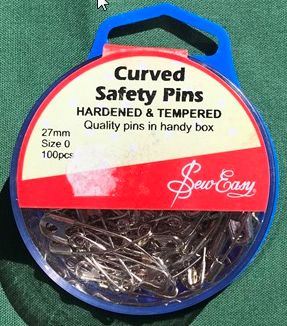 Curved
Safety Pins
HARDENED & TEMPERED
Quality pins in handy box
27mm
Size 0
100pcs
Sew Easy